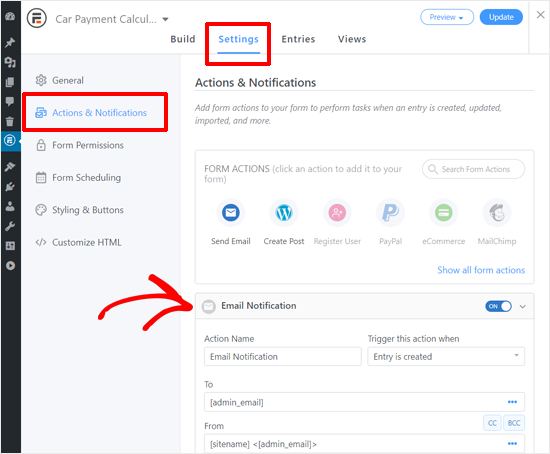 Car Payment Calcul...
Preview
Update
Build
Settings
Entries
Views
General
Actions & Notifications
Form Permissions
Form Scheduling
Styling & Buttons
Customize HTML
Actions & Notifications
Add form actions to your form to perform tasks when an entry is created, updated,
imported, and more.
FORM ACTIONS (click an action to add it to your
form)
Search Form Actions
Send Email
Create Post
Register User
PayPal
eCommerce
MailChimp
Show all form actions
Email Notification
ON
Action Name
Trigger this action when
Email Notification
Entry is created
To
[admin_email]
CC
BCC
From
[sitename] <[admin_email]>